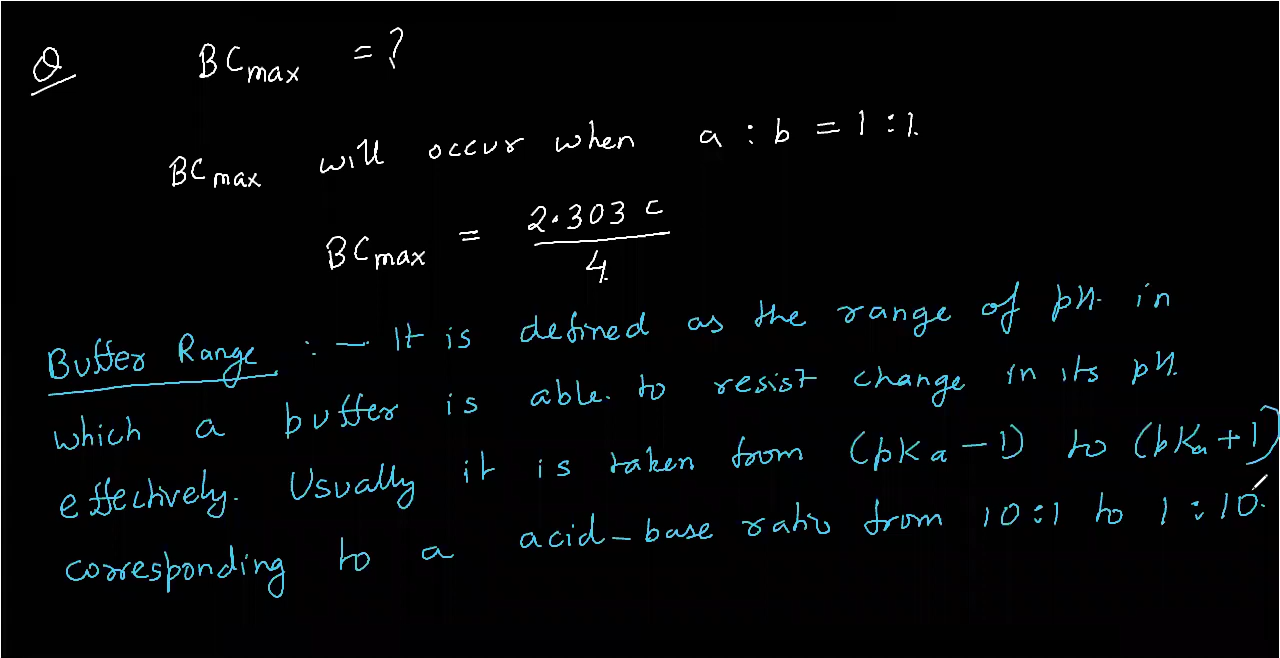 Q BCmax = ?
BCmax will occur when a : b = 1 : 1.
BCmax = 2.303 c / 4
Buffer Range :— It is defined as the range of pH in
which a buffer is able to resist change in its pH
effectively. Usually it is taken from (pKa - 1) to (pKa + 1)
corresponding to a acid-base ratio from 10:1 to 1:10.